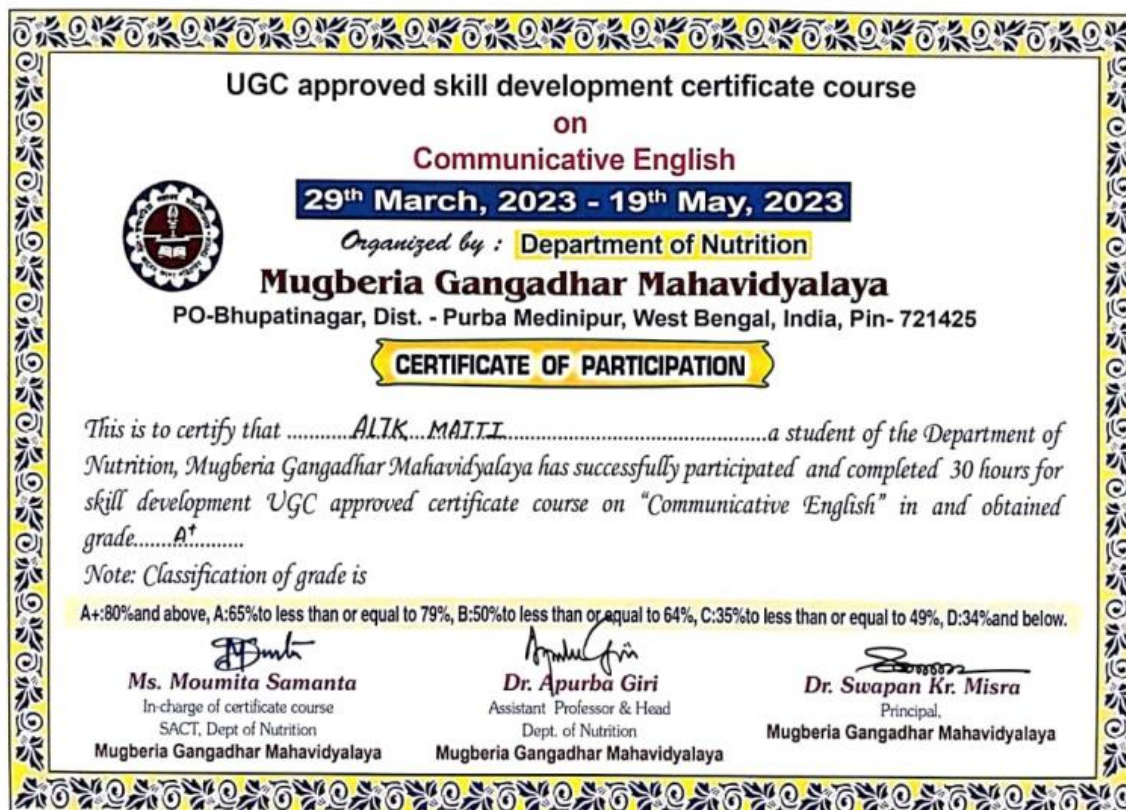 UGC approved skill development certificate course
on
Communicative English
29th March, 2023 - 19th May, 2023
Organized by : Department of Nutrition
Mugberia Gangadhar Mahavidyalaya
PO-Bhupatinagar, Dist. - Purba Medinipur, West Bengal, India, Pin- 721425
CERTIFICATE OF PARTICIPATION
This is to certify that ............ALIK MAITI............a student of the Department of
Nutrition, Mugberia Gangadhar Mahavidyalaya has successfully participated and completed 30 hours for
skill development UGC approved certificate course on "Communicative English" in and obtained
grade......A+..........
Note: Classification of grade is
A+:80%and above, A:65%to less than or equal to 79%, B:50%to less than or equal to 64%, C:35%to less than or equal to 49%, D:34%and below.
Ms. Moumita Samanta
In-charge of certificate course
SACT, Dept of Nutrition
Mugberia Gangadhar Mahavidyalaya
Dr. Apurba Giri
Assistant Professor & Head
Dept. of Nutrition
Mugberia Gangadhar Mahavidyalaya
Dr. Swapan Kr. Misra
Principal,
Mugberia Gangadhar Mahavidyalaya